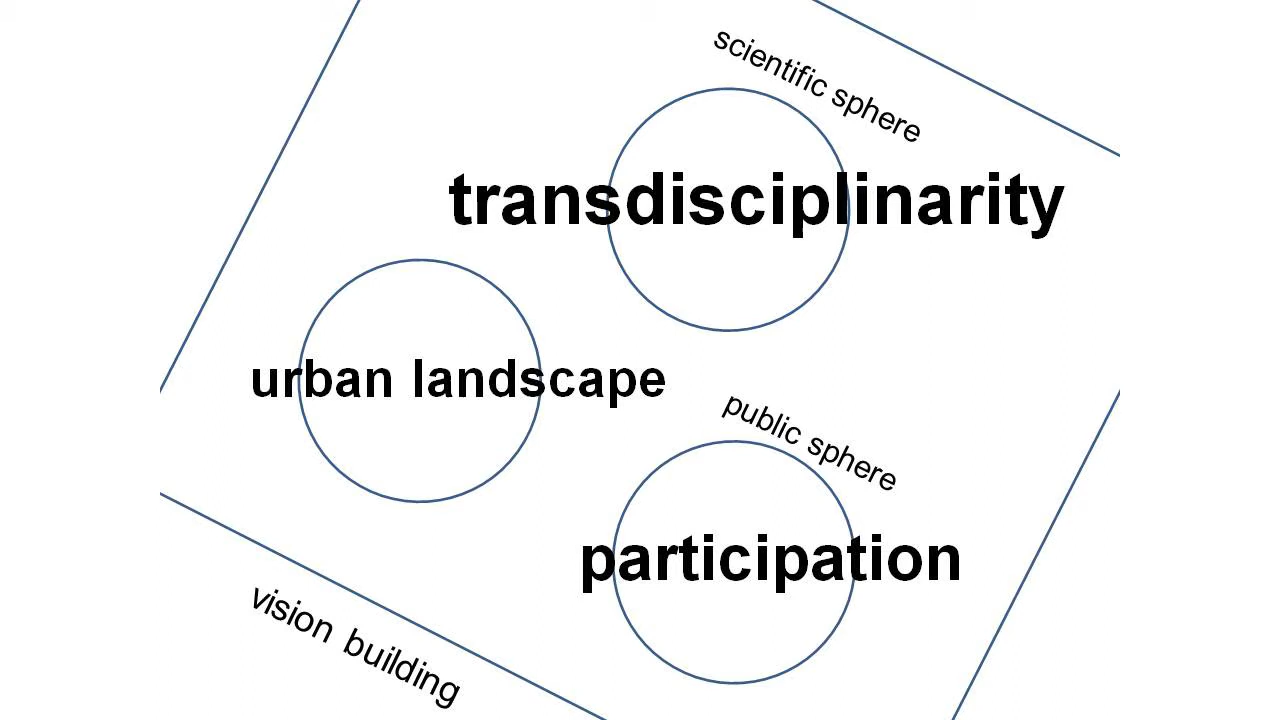 scientific sphere
transdisciplinarity
urban landscape
public sphere
participation
vision building